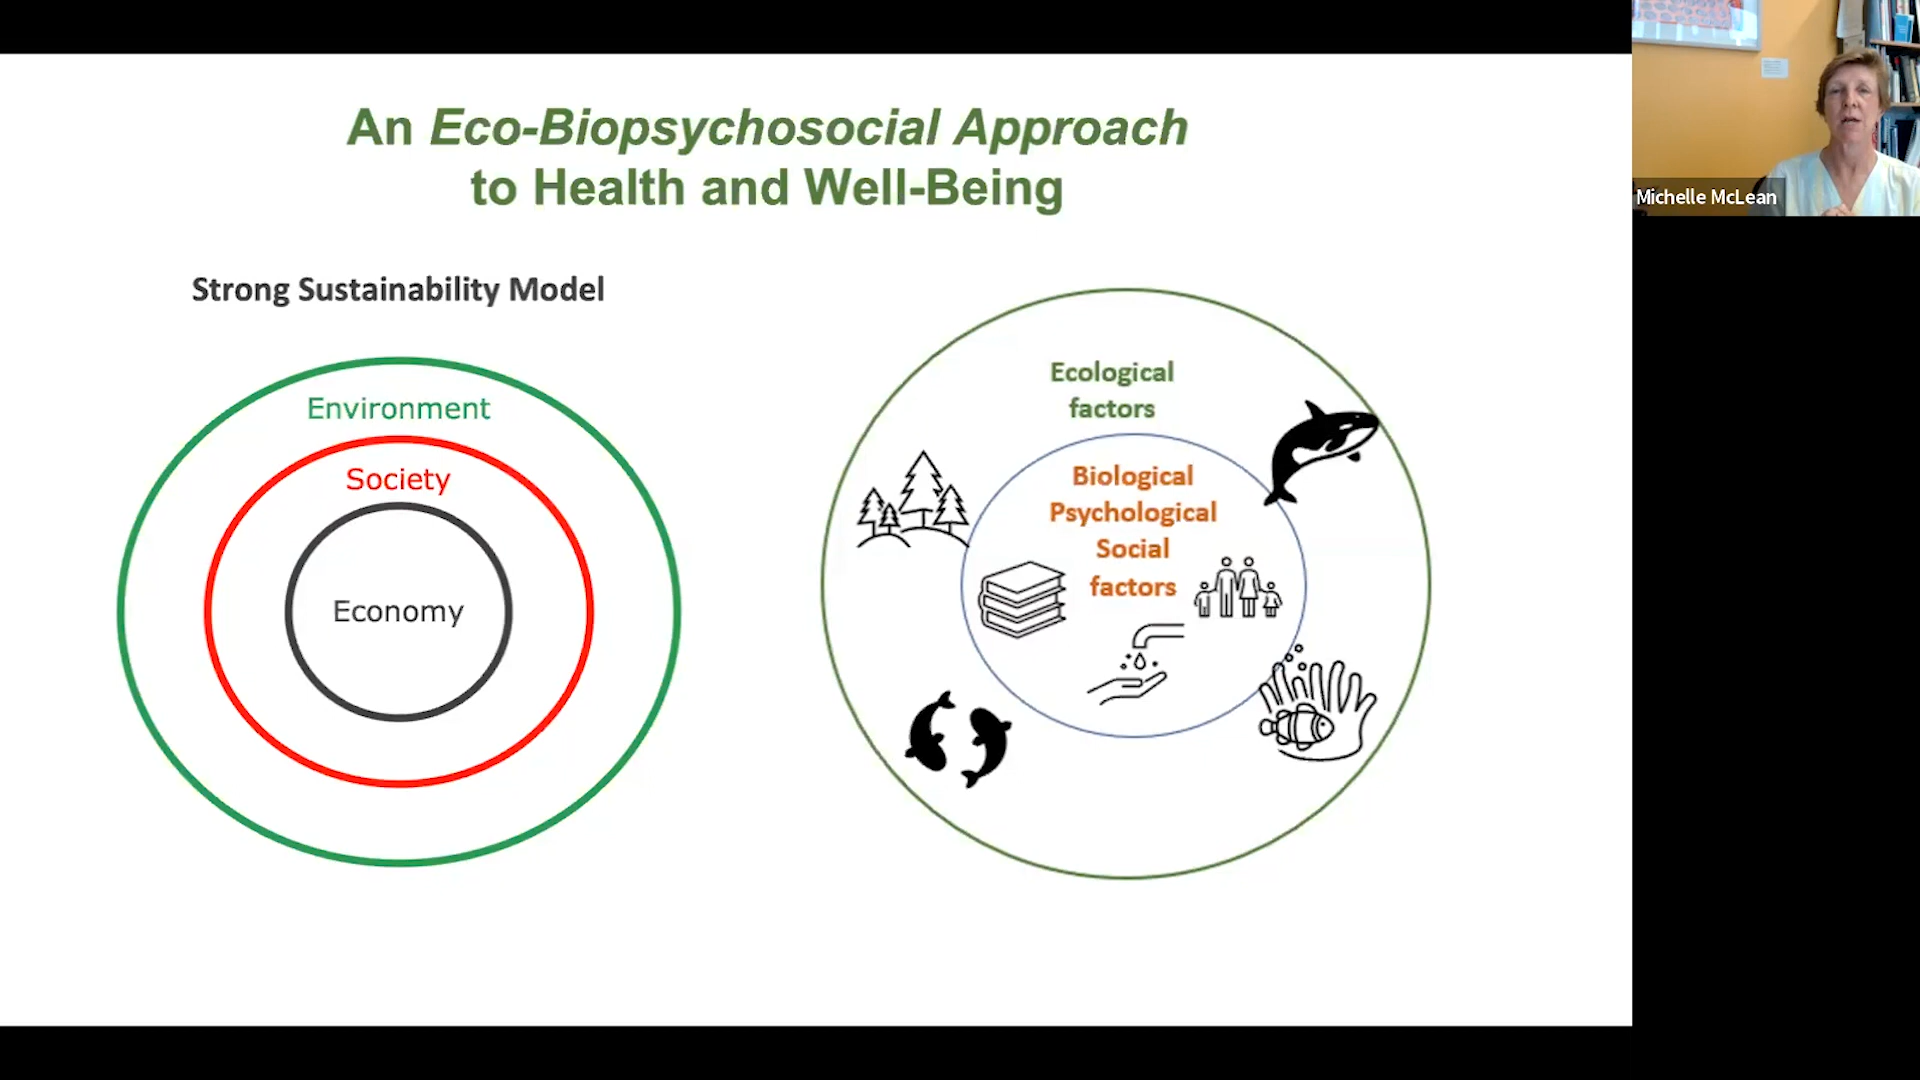 An Eco-Biopsychosocial Approach
to Health and Well-Being
Strong Sustainability Model
Environment
Society
Economy
Ecological
factors
Biological
Psychological
Social
factors
Michelle McLean